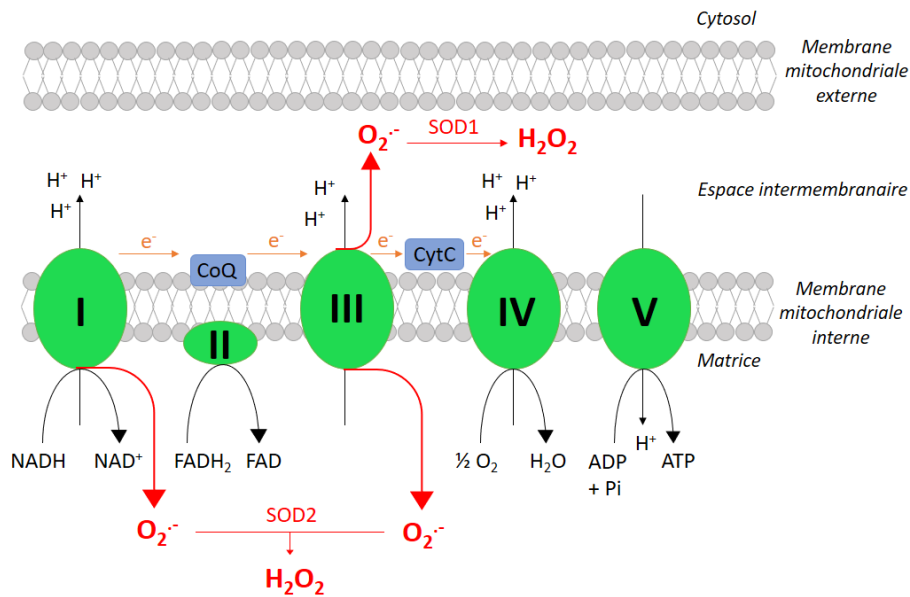 Cytosol
Membrane
mitochondriale
externe
O₂·⁻
SOD1
H₂O₂
H⁺ H⁺
H⁺
H⁺
H⁺
H⁺ H⁺
H⁺
Espace intermembranaire
e⁻
e⁻
e⁻
e⁻
CoQ
CytC
I
II
III
IV
V
Membrane
mitochondriale
interne
Matrice
NADH
NAD⁺
FADH₂
FAD
½ O₂
H₂O
ADP
+ Pi
H⁺
ATP
O₂·⁻
SOD2
O₂·⁻
H₂O₂